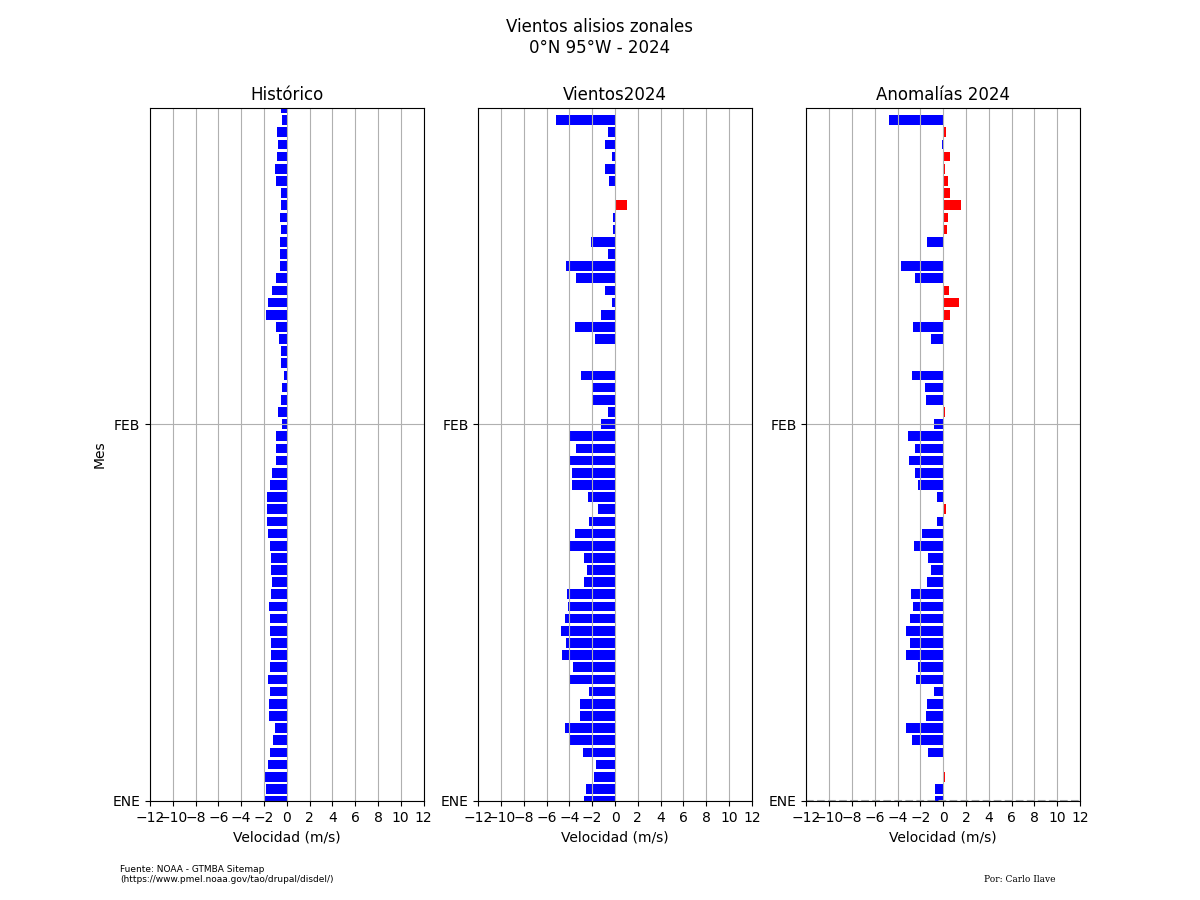 Vientos alisios zonales
0°N 95°W - 2024
Histórico
Vientos2024
Anomalías 2024
Mes
FEB
FEB
FEB
ENE
ENE
ENE
−12 −10 −8 −6 −4 −2 0 2 4 6 8 10 12
−12 −10 −8 −6 −4 −2 0 2 4 6 8 10 12
−12 −10 −8 −6 −4 −2 0 2 4 6 8 10 12
Velocidad (m/s)
Velocidad (m/s)
Velocidad (m/s)
Fuente: NOAA - GTMBA Sitemap
(https://www.pmel.noaa.gov/tao/drupal/disdel/)
Por: Carlo Ilave